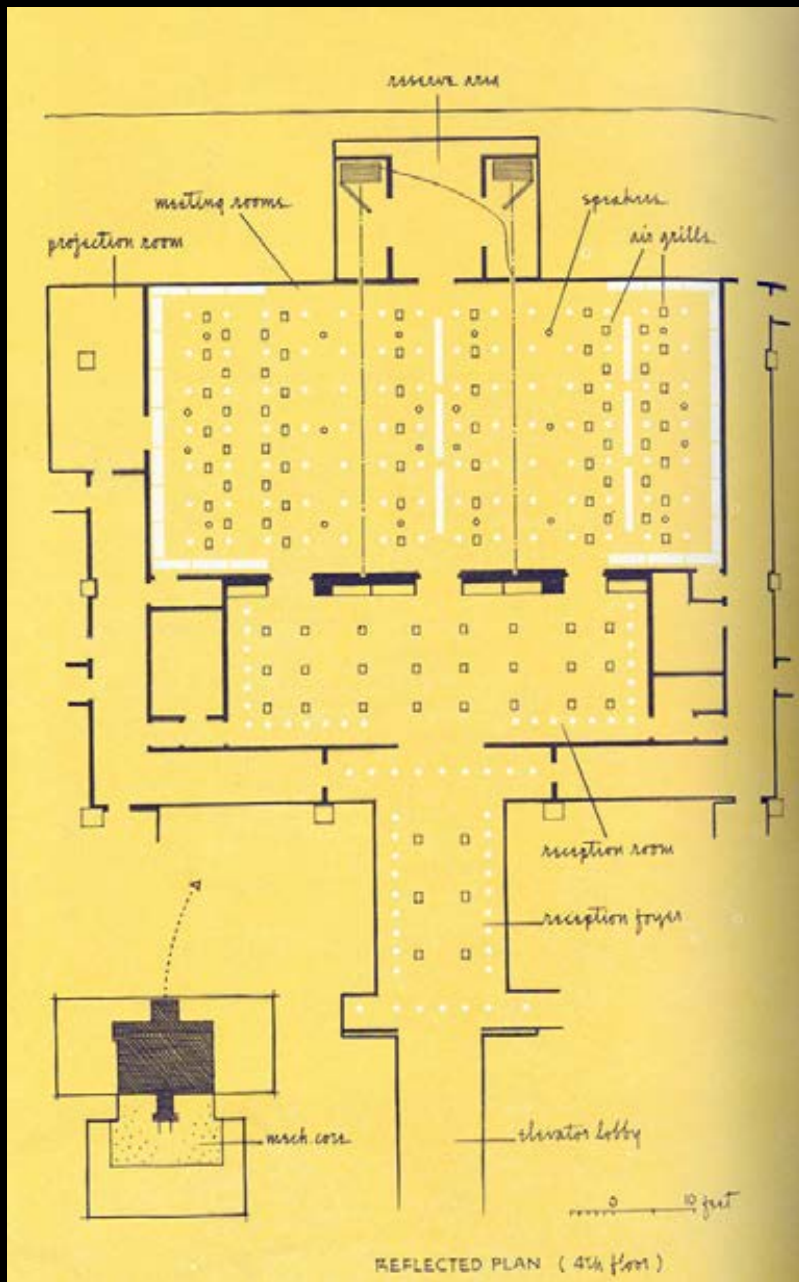 reserve area
meeting rooms
speakers
projection room
air grills
reception room
reception foyer
mech. core
elevator lobby
0 10 feet
REFLECTED PLAN ( 4th floor )